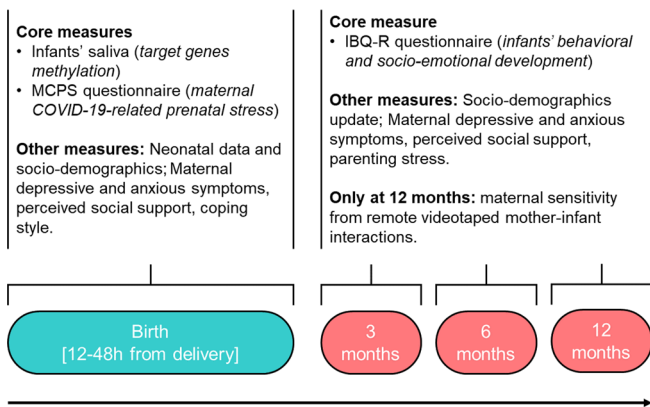 Core measures
• Infants' saliva (target genes
methylation)
• MCPS questionnaire (maternal
COVID-19-related prenatal stress)
Other measures: Neonatal data and
socio-demographics; Maternal
depressive and anxious symptoms,
perceived social support, coping
style.
Core measure
• IBQ-R questionnaire (infants' behavioral
and socio-emotional development)
Other measures: Socio-demographics
update; Maternal depressive and anxious
symptoms, perceived social support,
parenting stress.
Only at 12 months: maternal sensitivity
from remote videotaped mother-infant
interactions.
Birth
[12-48h from delivery]
3
months
6
months
12
months